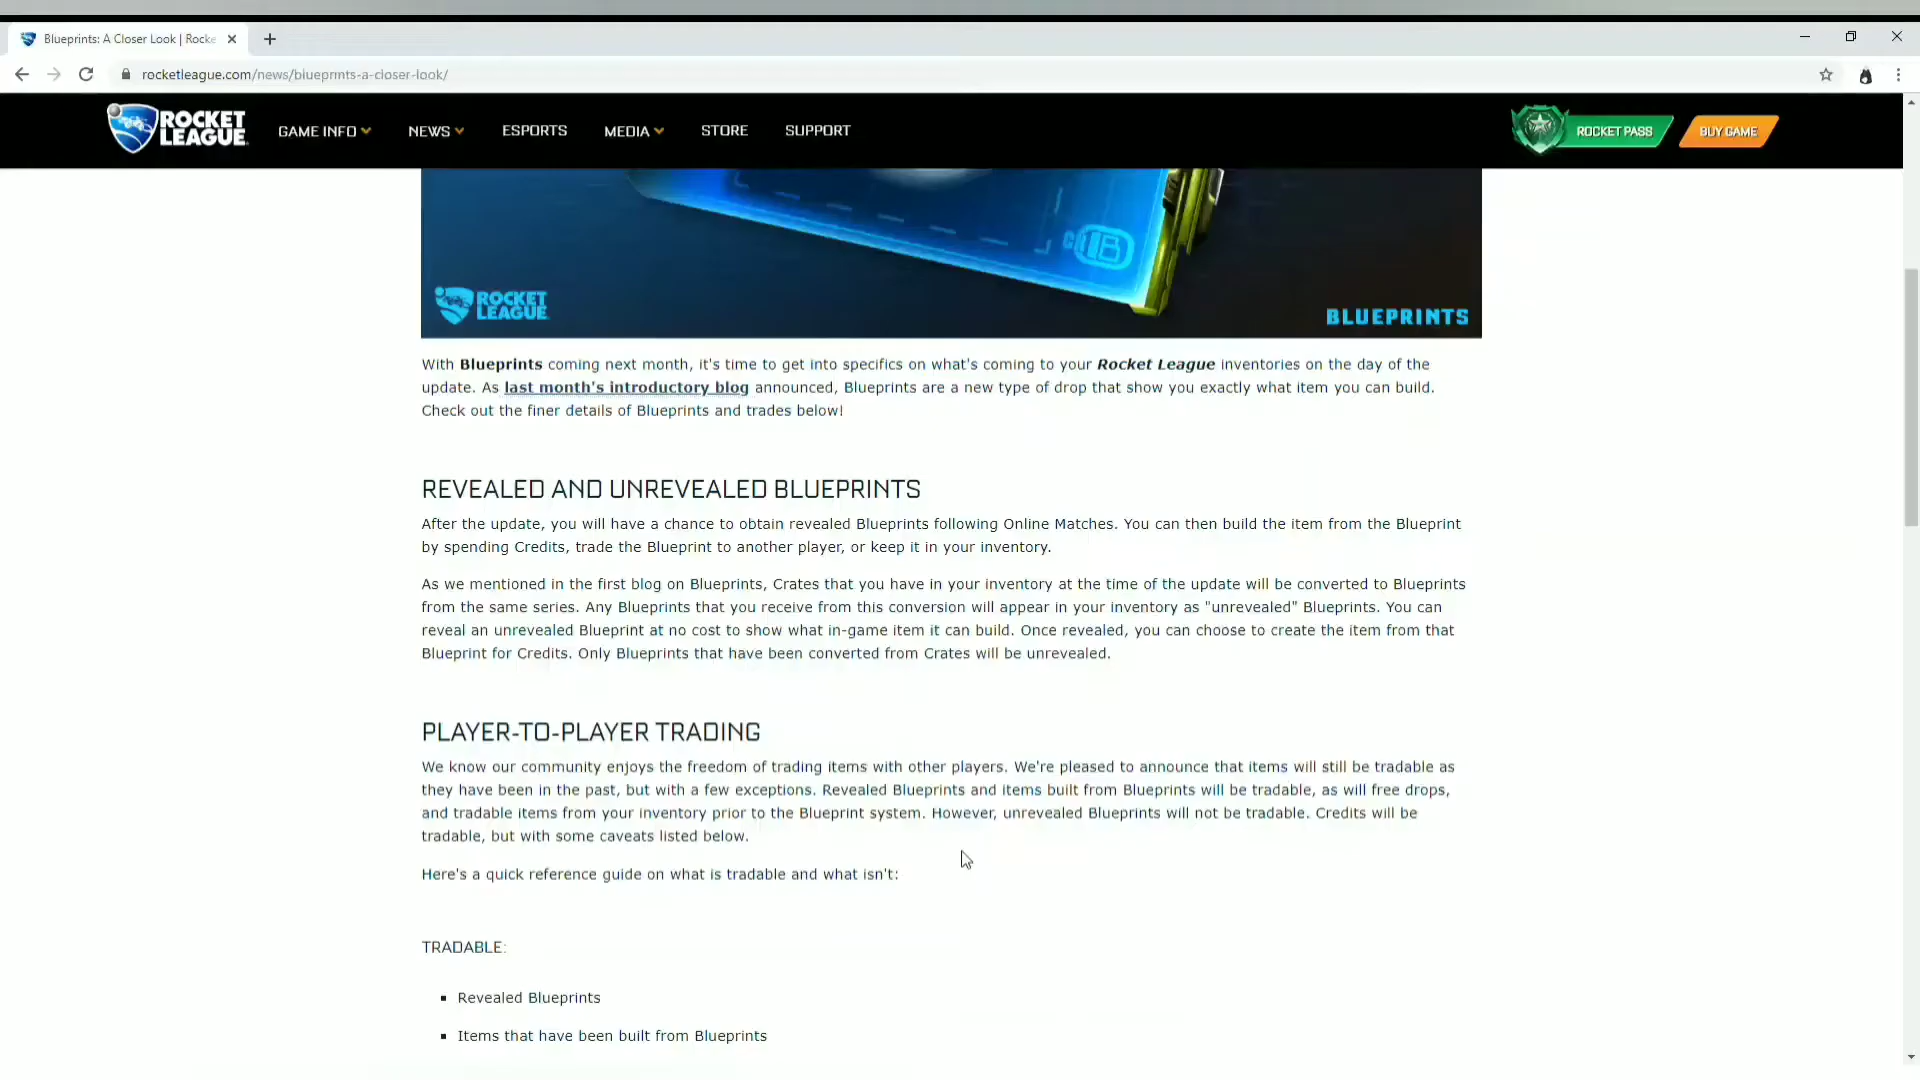 Blueprints: A Closer Look | Rocke
rocketleague.com/news/blueprints-a-closer-look/
ROCKET LEAGUE
GAME INFO
NEWS
ESPORTS
MEDIA
STORE
SUPPORT
ROCKET PASS
BUY GAME
ROCKET LEAGUE
BLUEPRINTS
With Blueprints coming next month, it's time to get into specifics on what's coming to your Rocket League inventories on the day of the
update. As last month's introductory blog announced, Blueprints are a new type of drop that show you exactly what item you can build.
Check out the finer details of Blueprints and trades below!
REVEALED AND UNREVEALED BLUEPRINTS
After the update, you will have a chance to obtain revealed Blueprints following Online Matches. You can then build the item from the Blueprint
by spending Credits, trade the Blueprint to another player, or keep it in your inventory.
As we mentioned in the first blog on Blueprints, Crates that you have in your inventory at the time of the update will be converted to Blueprints
from the same series. Any Blueprints that you receive from this conversion will appear in your inventory as "unrevealed" Blueprints. You can
reveal an unrevealed Blueprint at no cost to show what in-game item it can build. Once revealed, you can choose to create the item from that
Blueprint for Credits. Only Blueprints that have been converted from Crates will be unrevealed.
PLAYER-TO-PLAYER TRADING
We know our community enjoys the freedom of trading items with other players. We're pleased to announce that items will still be tradable as
they have been in the past, but with a few exceptions. Revealed Blueprints and items built from Blueprints will be tradable, as will free drops,
and tradable items from your inventory prior to the Blueprint system. However, unrevealed Blueprints will not be tradable. Credits will be
tradable, but with some caveats listed below.
Here's a quick reference guide on what is tradable and what isn't:
TRADABLE:
Revealed Blueprints
Items that have been built from Blueprints